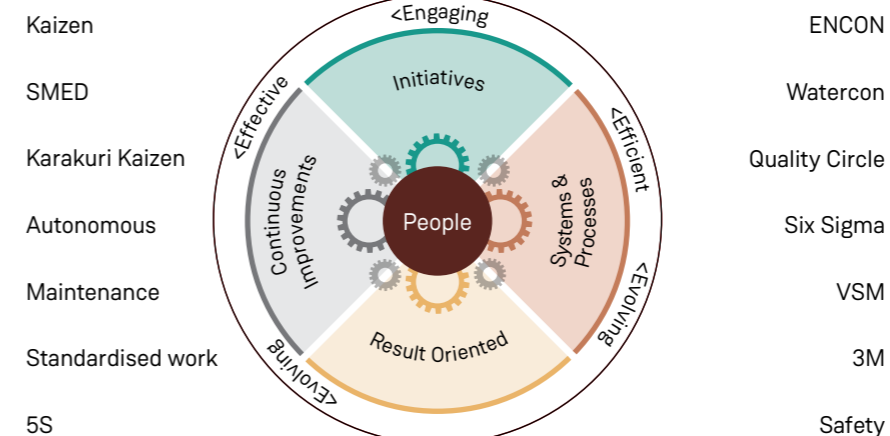 Kaizen
SMED
Karakuri Kaizen
Autonomous
Maintenance
Standardised work
5S
<Engaging
Initiatives
<Effective
Continuous
Improvements
People
<Efficient
Systems &
Processes
<Evolving
Result Oriented
<Evolving
ENCON
Watercon
Quality Circle
Six Sigma
VSM
3M
Safety